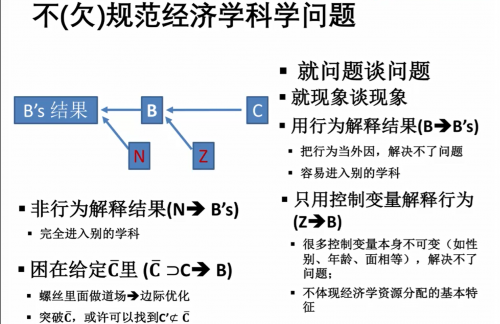 不(欠)规范经济学科学问题
B's 结果
B
C
N
Z
▪ 非行为解释结果(N➔ B's)
▪ 完全进入别的学科
▪ 困在给定C̅里 (C̅ ⊃C➔ B)
▪ 螺丝里面做道场➔边际优化
▪ 突破C̅，或许可以找到C'⊄ C̅
▪ 就问题谈问题
▪ 就现象谈现象
▪ 用行为解释结果(B➔B's)
▪ 把行为当外因，解决不了问题
▪ 容易进入别的学科
▪ 只用控制变量解释行为
(Z➔B)
▪ 很多控制变量本身不可变（如性
别、年龄、面相等），解决不了
问题；
▪ 不体现经济学资源分配的基本特
征